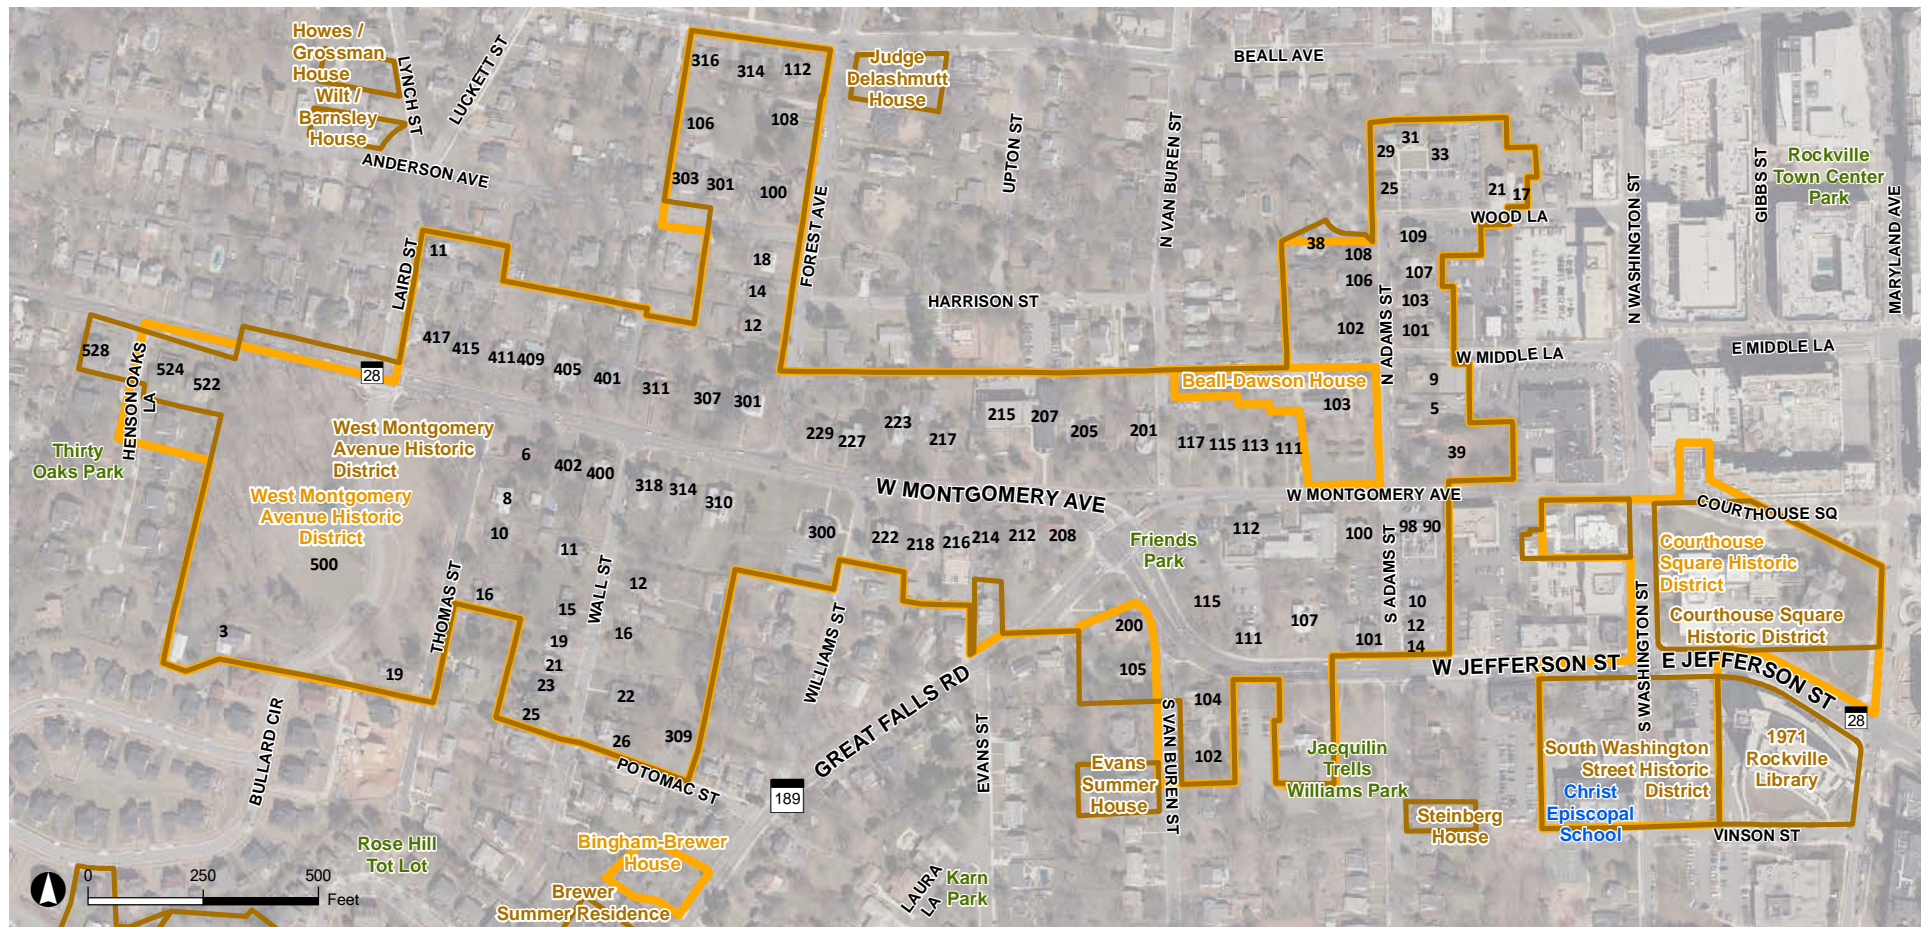 Howes /
Grossman
House
Wilt /
Barnsley
House
LYNCH ST
LUCKETT ST
ANDERSON AVE
316
314
112
106
108
303
301
100
18
14
12
FOREST AVE
Judge
Delashmutt
House
UPTON ST
N VAN BUREN ST
BEALL AVE
HARRISON ST
31
29
33
25
21
17
WOOD LA
38
108
109
106
107
103
102
101
N ADAMS ST
W MIDDLE LA
9
5
39
N WASHINGTON ST
GIBBS ST
Rockville
Town Center
Park
MARYLAND AVE
E MIDDLE LA
LAIRD ST
11
528
524
522
HENSON OAKS
LA
28
417
415
411
409
405
401
311
307
301
229
227
223
217
215
207
205
201
117
115
113
111
Beall-Dawson House
103
Thirty
Oaks Park
West Montgomery
Avenue Historic
District
West Montgomery
Avenue Historic
District
500
3
19
6
402
400
8
10
318
314
310
11
16
THOMAS ST
WALL ST
12
15
16
19
21
23
22
25
26
309
POTOMAC ST
BULLARD CIR
W MONTGOMERY AVE
W MONTGOMERY AVE
300
222
218
216
214
212
208
Friends
Park
112
100
98
90
S ADAMS ST
115
111
107
101
10
12
14
200
105
104
102
WILLIAMS ST
GREAT FALLS RD
189
EVANS ST
S VAN BUREN ST
Evans
Summer
House
Jacquilin
Trells
Williams Park
Steinberg
House
W JEFFERSON ST
E JEFFERSON ST
S WASHINGTON ST
COURTHOUSE SQ
Courthouse
Square Historic
District
Courthouse Square
Historic District
28
South Washington
Street Historic
District
Christ
Episcopal
School
1971
Rockville
Library
VINSON ST
Rose Hill
Tot Lot
Bingham-Brewer
House
Brewer
Summer Residence
LAURA
LA
Karn
Park
0
250
500
Feet